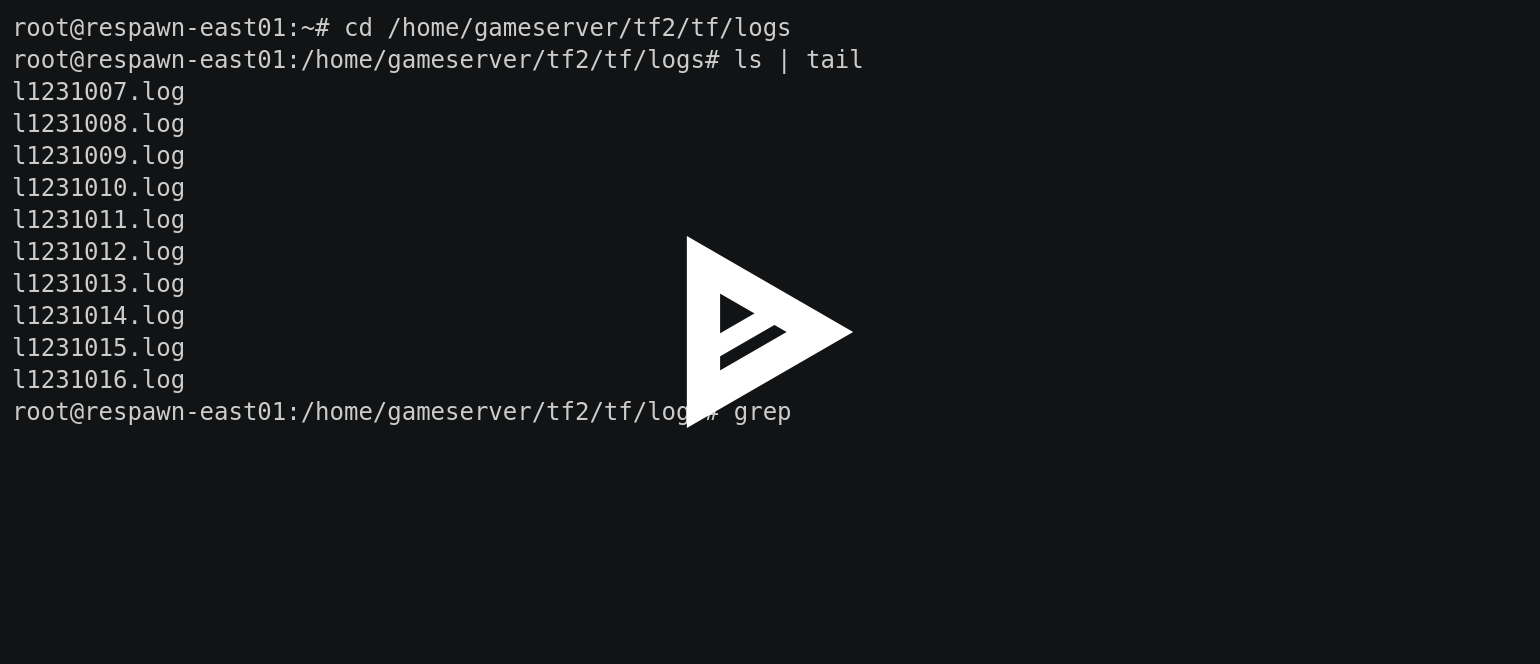 root@respawn-east01:~# cd /home/gameserver/tf2/tf/logs
root@respawn-east01:/home/gameserver/tf2/tf/logs# ls | tail
l1231007.log
l1231008.log
l1231009.log
l1231010.log
l1231011.log
l1231012.log
l1231013.log
l1231014.log
l1231015.log
l1231016.log
root@respawn-east01:/home/gameserver/tf2/tf/logs# grep